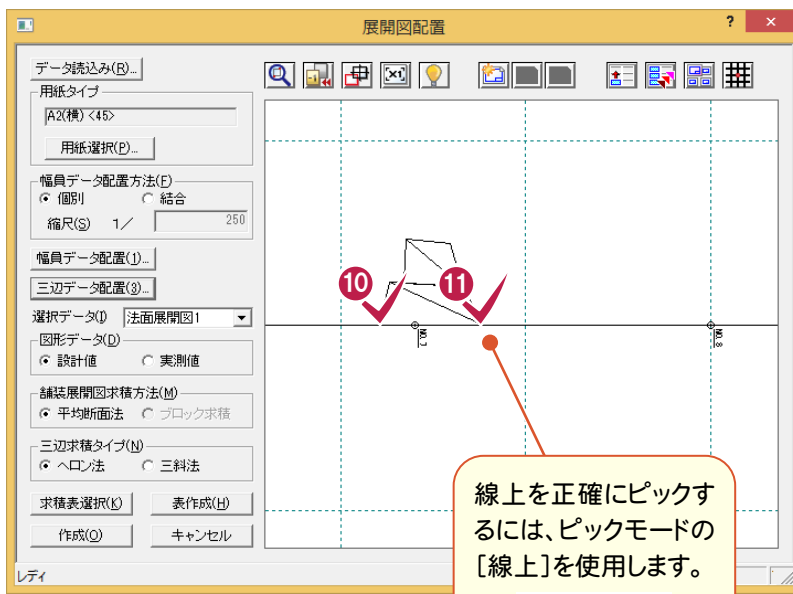 展開図配置
? ×
データ読込み(R)...
用紙タイプ
A2(横) <45>
用紙選択(P)...
幅員データ配置方法(F)
個別 結合
縮尺(S) 1/ 250
幅員データ配置(1)...
三辺データ配置(3)...
選択データ(I) 法面展開図1
図形データ(D)
設計値 実測値
舗装展開図求積方法(M)
平均断面法 ブロック求積
三辺求積タイプ(N)
ヘロン法 三斜法
求積表選択(K) 表作成(H)
作成(O) キャンセル
レディ
×1
⑩ ⑪
NO.7
NO.8
線上を正確にピックす
るには、ピックモードの
[線上]を使用します。